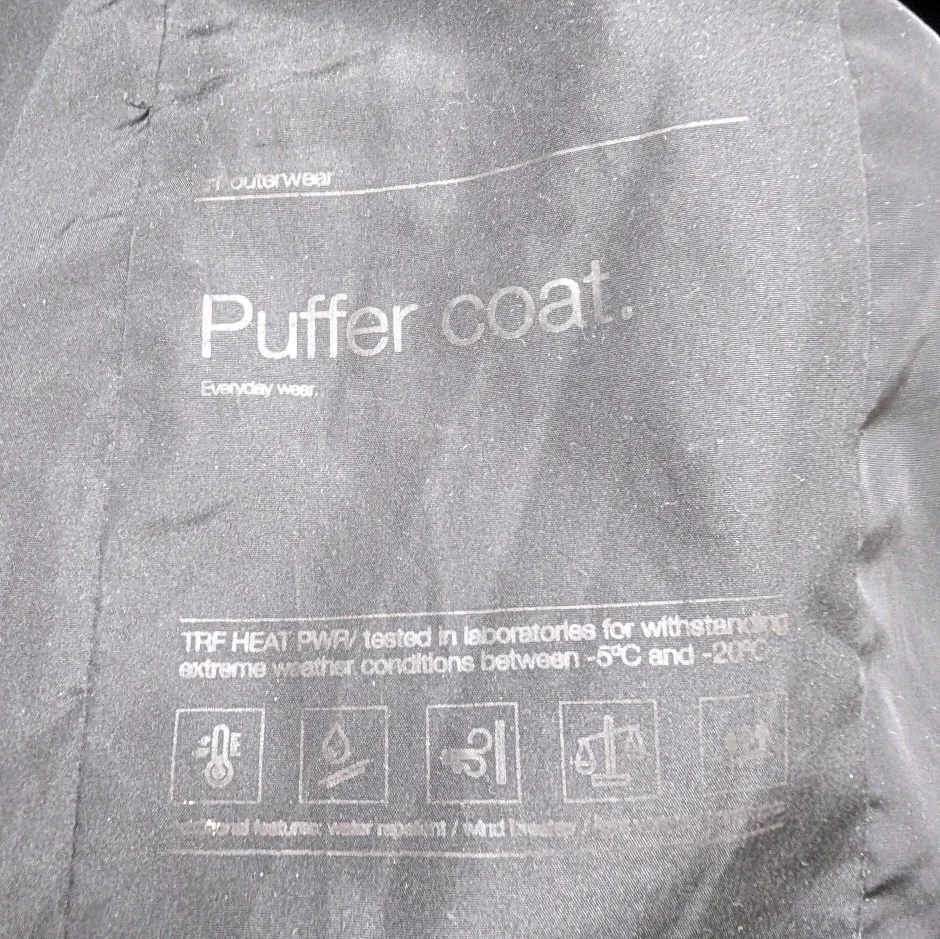 outerwear
Puffer coat.
Everyday wear.
TRF HEAT PWR/ tested in laboratories for withstanding
extreme weather conditions between -5ºC and -20ºC
features: water repellent / wind breaker /